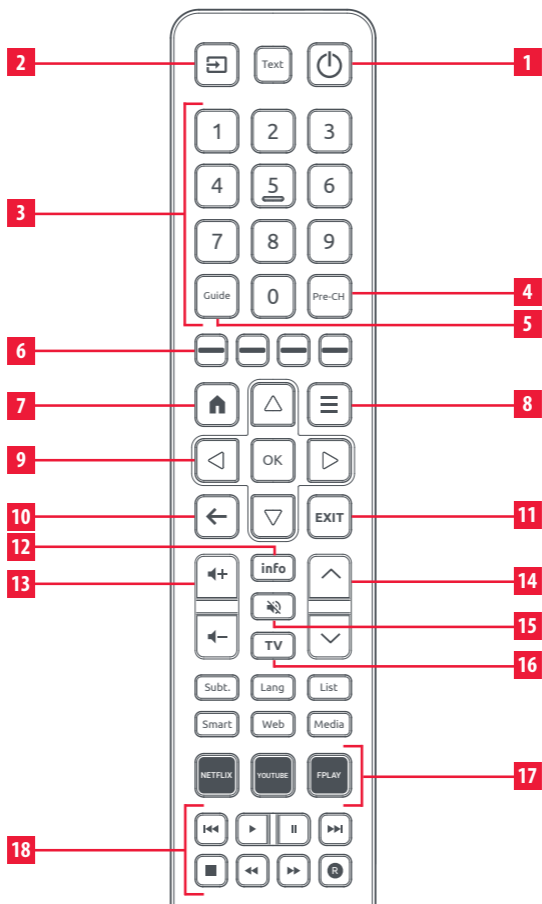 2 Text 1
1 2 3
4 5 6
3
7 8 9
Guide 0 Pre-CH 4
5
6
7 8
9 OK
10 EXIT 11
12 info
13 + 14
15
- TV 16
Subt. Lang List
Smart Web Media
NETFLIX YOUTUBE FPLAY 17
18
R